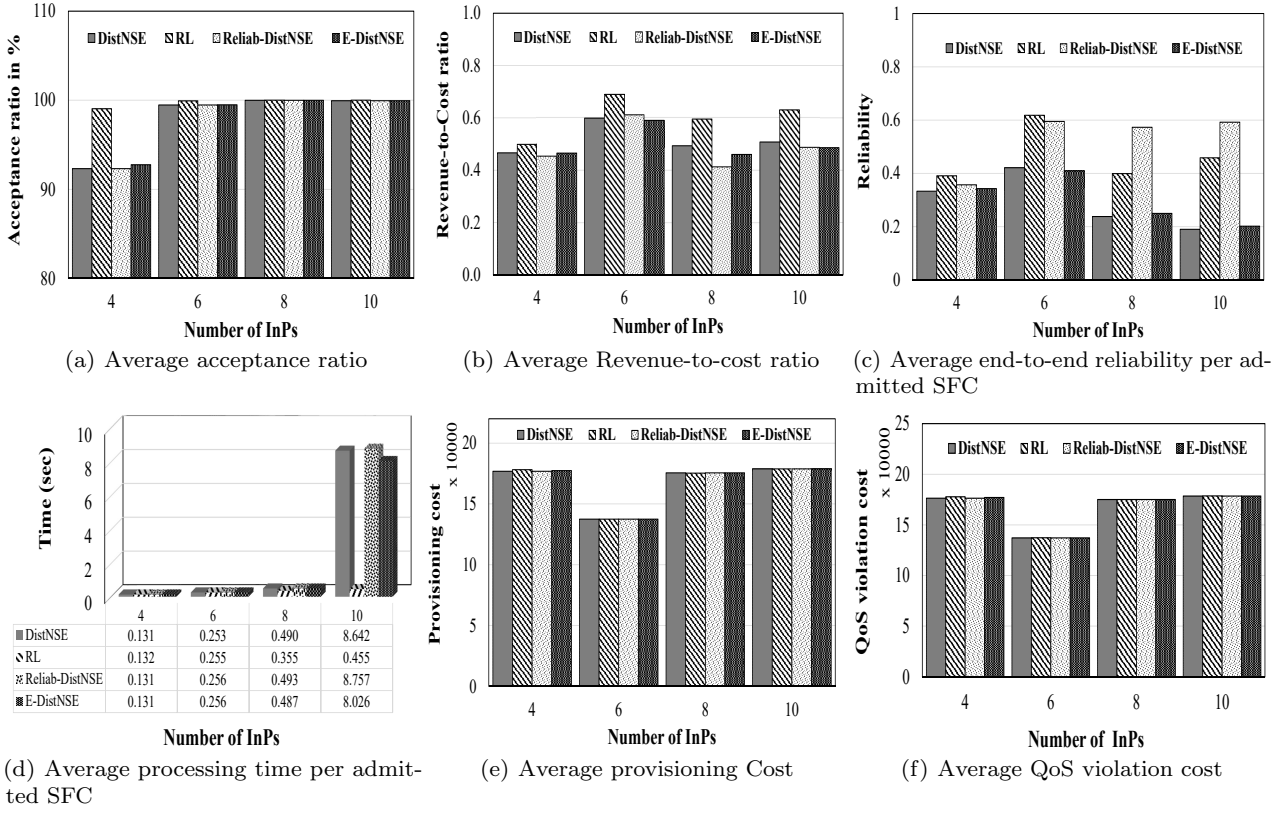 110
100
90
80
Acceptance ratio in %
DistNSE RL Reliab-DistNSE E-DistNSE
4 6 8 10
Number of InPs
(a) Average acceptance ratio
1.0
0.8
0.6
0.4
0.2
0.0
Revenue-to-Cost ratio
DistNSE RL Reliab-DistNSE E-DistNSE
4 6 8 10
Number of InPs
(b) Average Revenue-to-cost ratio
1
0.8
0.6
0.4
0.2
0
Reliability
DistNSE RL Reliab-DistNSE E-DistNSE
4 6 8 10
Number of InPs
(c) Average end-to-end reliability per ad-
mitted SFC
10
8
6
4
2
0
Time (sec)
4 6 8 10
DistNSE 0.131 0.253 0.490 8.642
RL 0.132 0.255 0.355 0.455
Reliab-DistNSE 0.131 0.256 0.493 8.757
E-DistNSE 0.131 0.256 0.487 8.026
Number of InPs
(d) Average processing time per admit-
ted SFC
20
15
10
5
0
Provisioning cost
x 10000
DistNSE RL Reliab-DistNSE E-DistNSE
4 6 8 10
Number of InPs
(e) Average provisioning Cost
25
20
15
10
5
0
QoS violation cost
x 10000
DistNSE RL Reliab-DistNSE E-DistNSE
4 6 8 10
Number of InPs
(f) Average QoS violation cost